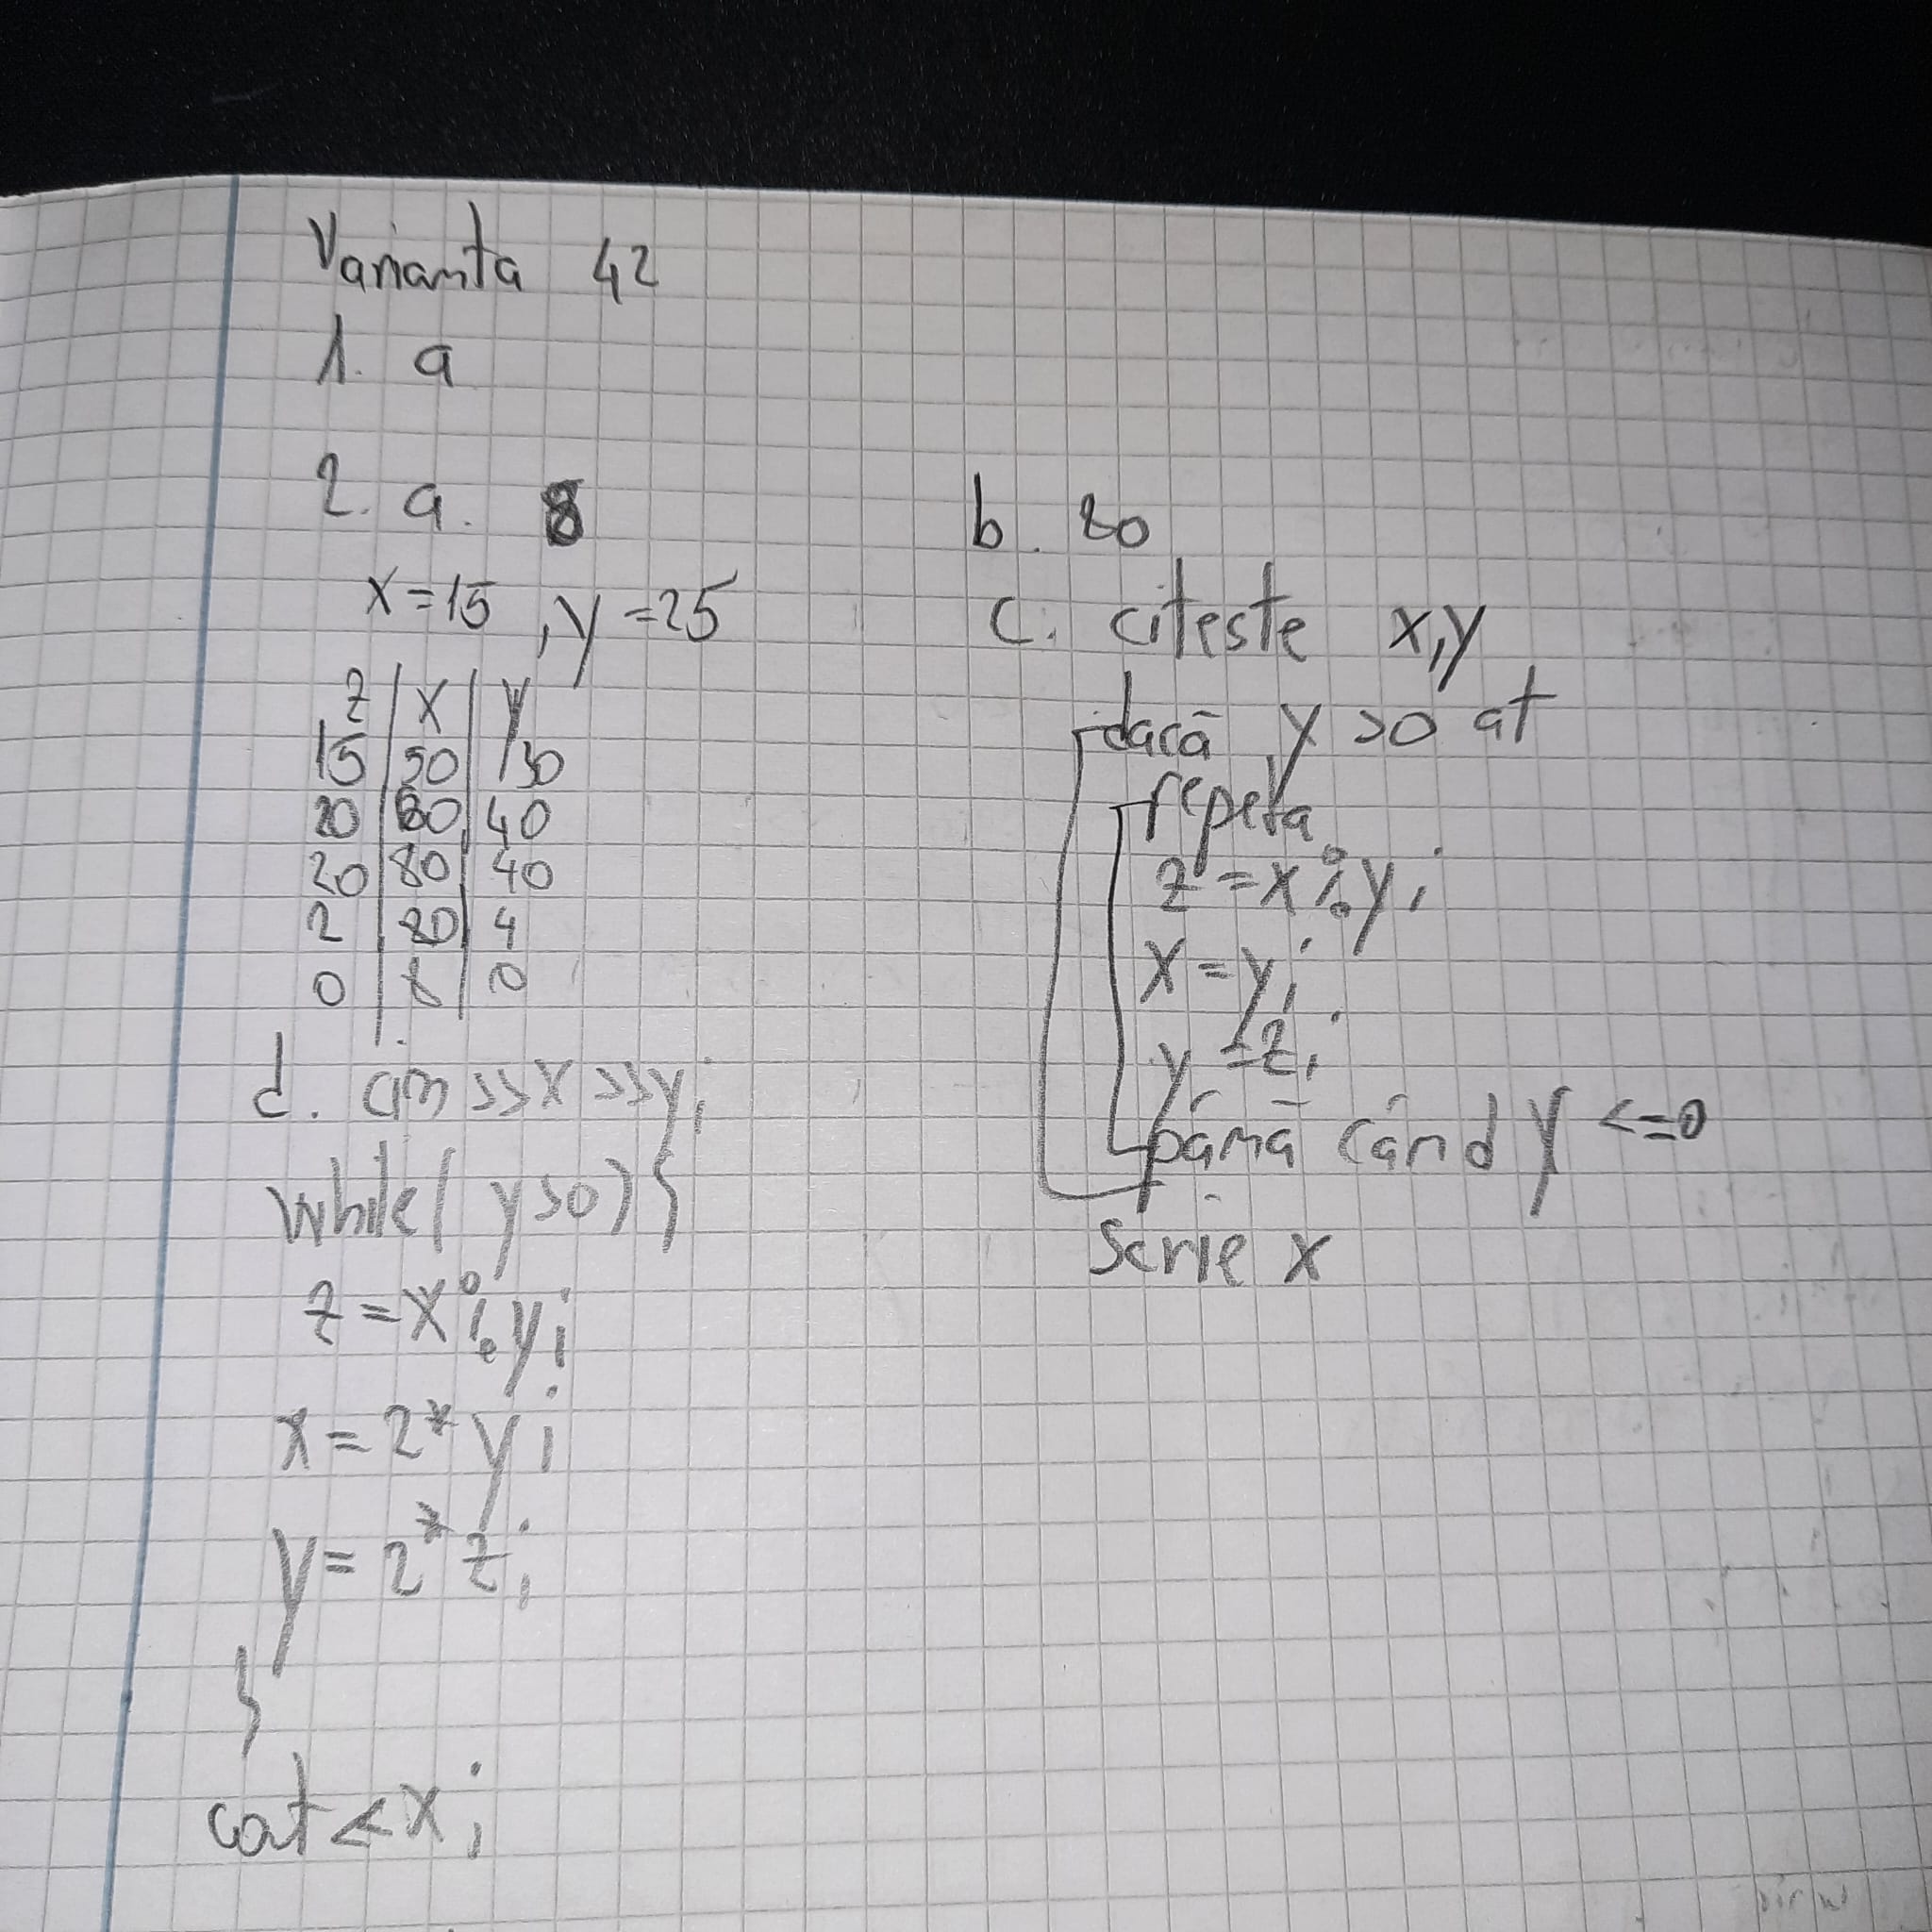 Varianta 42
1. a
2. a. 8
x=15, y=25
z | x | y
15 | 50 | 30
20 | 60 | 40
20 | 80 | 40
2 | 80 | 4
0 | 8 | 0
d. cin >>x >>y;
while( y>0) {
z = x % y;
x = 2* y;
y = 2* z;
}
cout << x;
b. 80
c. citeste x,y
dacă y >0 at
repeta
z = x % y;
x = y;
y = z;
până când y <=0
Scrie x